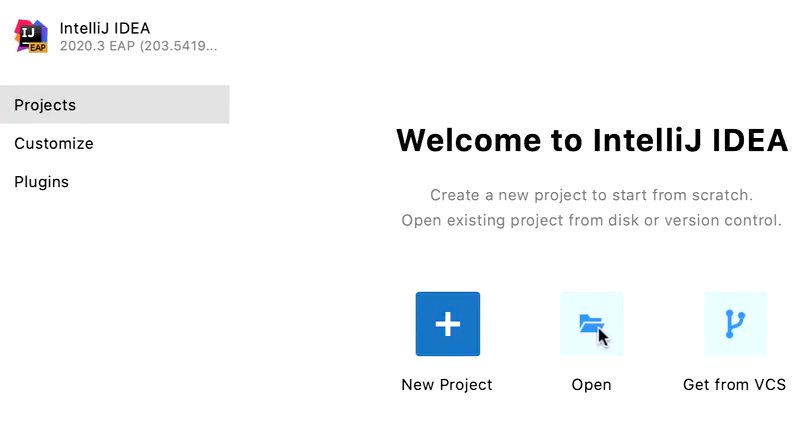 IJ
EAP
IntelliJ IDEA
2020.3 EAP (203.5419...
Projects
Customize
Plugins
Welcome to IntelliJ IDEA
Create a new project to start from scratch.
Open existing project from disk or version control.
New Project
Open
Get from VCS